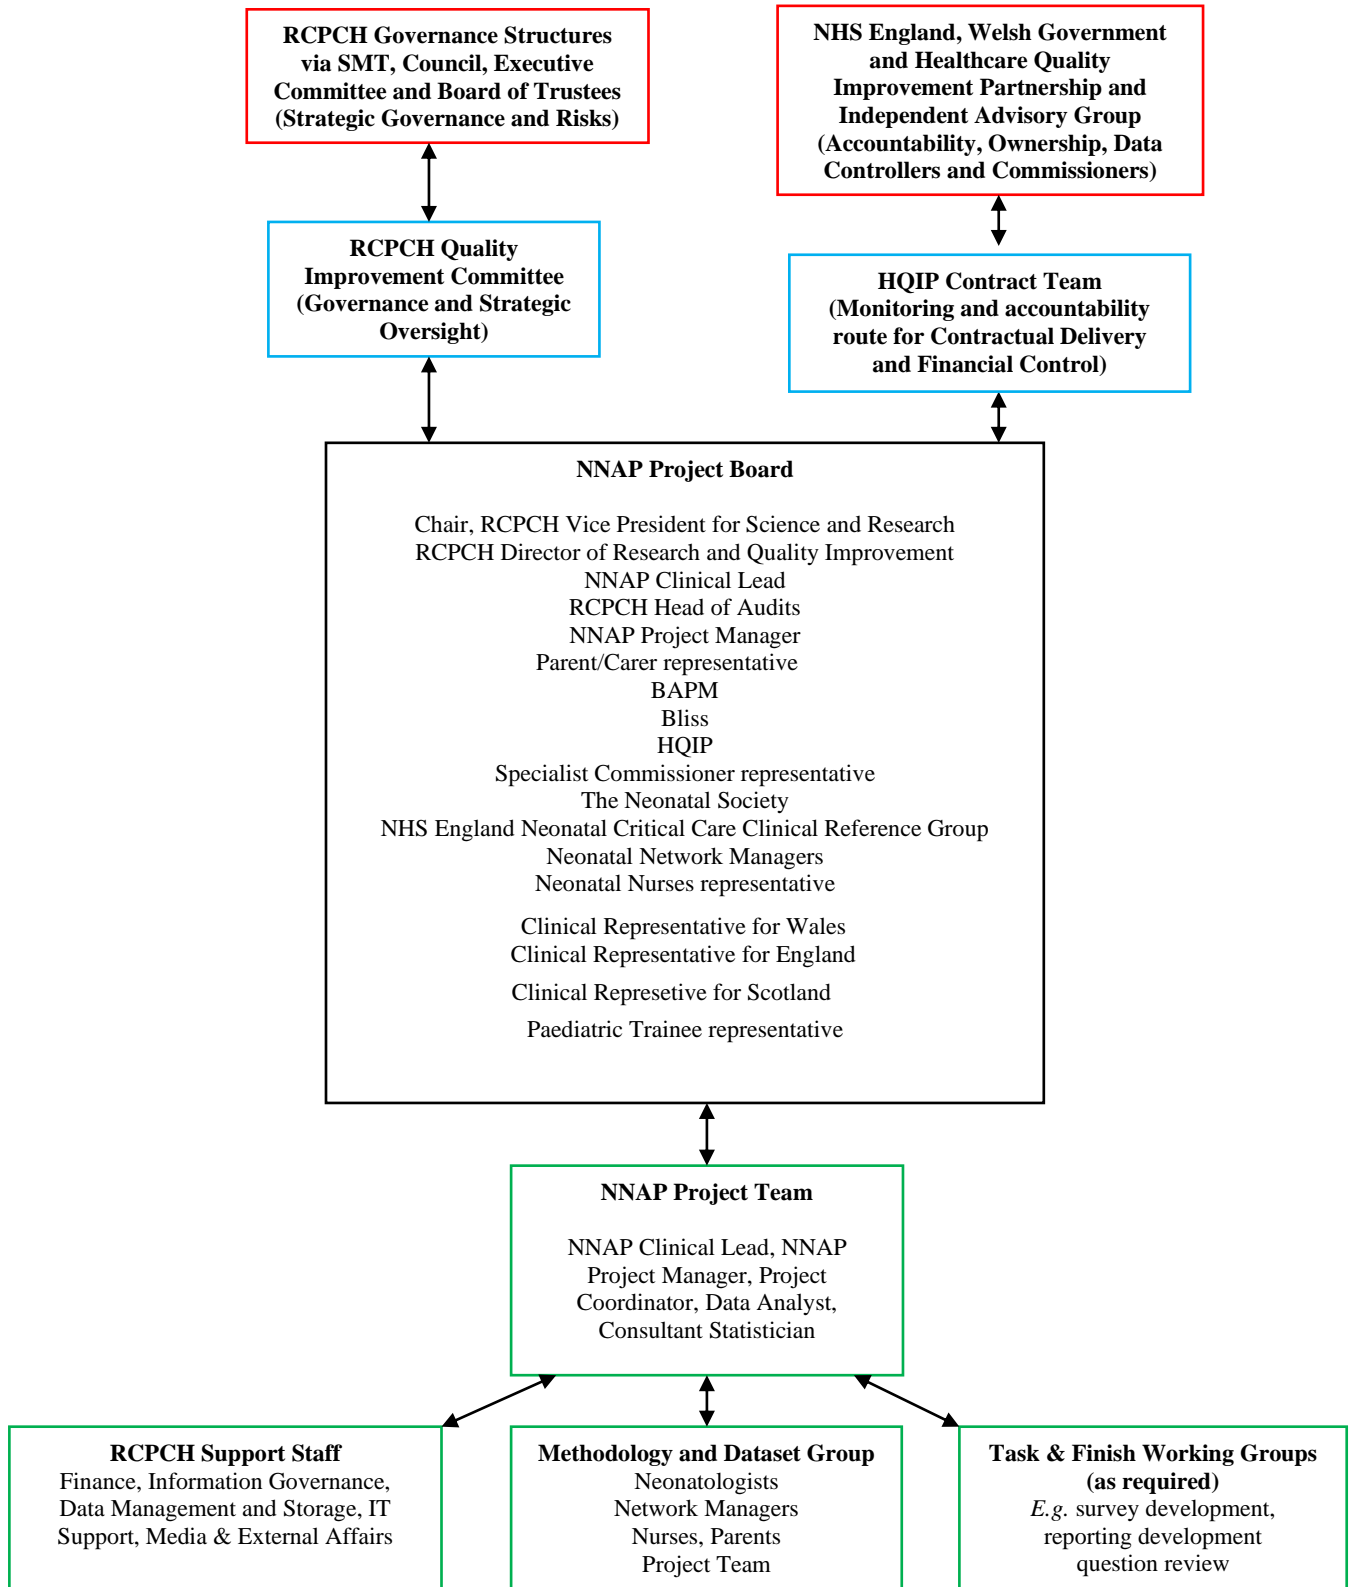 RCPCH Governance Structures
via SMT, Council, Executive
Committee and Board of Trustees
(Strategic Governance and Risks)
NHS England, Welsh Government
and Healthcare Quality
Improvement Partnership and
Independent Advisory Group
(Accountability, Ownership, Data
Controllers and Commissioners)
RCPCH Quality
Improvement Committee
(Governance and Strategic
Oversight)
HQIP Contract Team
(Monitoring and accountability
route for Contractual Delivery
and Financial Control)
NNAP Project Board
Chair, RCPCH Vice President for Science and Research
RCPCH Director of Research and Quality Improvement
NNAP Clinical Lead
RCPCH Head of Audits
NNAP Project Manager
Parent/Carer representative
BAPM
Bliss
HQIP
Specialist Commissioner representative
The Neonatal Society
NHS England Neonatal Critical Care Clinical Reference Group
Neonatal Network Managers
Neonatal Nurses representative
Clinical Representative for Wales
Clinical Representative for England
Clinical Represetive for Scotland
Paediatric Trainee representative
NNAP Project Team
NNAP Clinical Lead, NNAP
Project Manager, Project
Coordinator, Data Analyst,
Consultant Statistician
RCPCH Support Staff
Finance, Information Governance,
Data Management and Storage, IT
Support, Media & External Affairs
Methodology and Dataset Group
Neonatologists
Network Managers
Nurses, Parents
Project Team
Task & Finish Working Groups
(as required)
E.g. survey development,
reporting development
question review